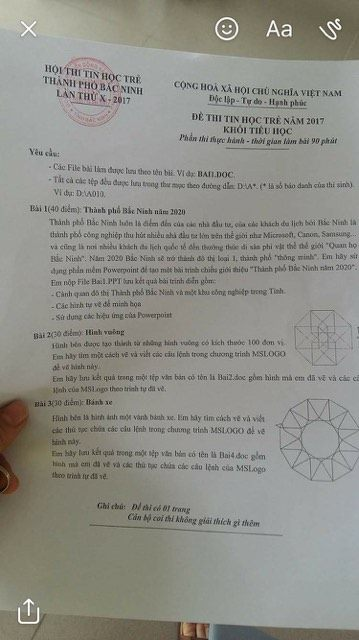 Aa
HỘI THI TIN HỌC TRẺ
THÀNH PHỐ BẮC NINH
LẦN THỨ X - 2017
CỘNG HOÀ XÃ HỘI CHỦ NGHĨA VIỆT NAM
Độc lập - Tự do - Hạnh phúc
ĐỀ THI TIN HỌC TRẺ NĂM 2017
KHỐI TIỂU HỌC
Phần thi thực hành - thời gian làm bài 90 phút
Yêu cầu:
- Các File bài làm được lưu theo tên bài. Ví dụ: BAI1.DOC.
- Tất cả các tệp đều được lưu trong thư mục theo đường dẫn: D:\A*. (* là số báo danh của thí sinh).
Ví dụ: D:\A010.
Bài 1(40 điểm): Thành phố Bắc Ninh năm 2020
Thành phố Bắc Ninh luôn là điểm đến của các nhà đầu tư, của các khách du lịch bởi Bắc Ninh là
thành phố công nghiệp thu hút nhiều nhà đầu tư lớn trên thế giới như Microsoft, Canon, Samsung...
và cũng là nơi nhiều khách du lịch quốc tế đến thưởng thức di sản phi vật thể thế giới "Quan họ
Bắc Ninh". Năm 2020 Bắc Ninh sẽ trở thành đô thị loại 1, thành phố "thông minh". Em hãy sử
dụng phần mềm Powerpoint để tạo một bài trình chiếu giới thiệu "Thành phố Bắc Ninh năm 2020".
Em nộp File Bai1.PPT lưu kết quả bài trình diễn gồm:
- Cảnh quan đô thị Thành phố Bắc Ninh và một khu công nghiệp trong Tỉnh.
- Các hình tự vẽ để minh họa
- Sử dụng các hiệu ứng của Powerpoint
Bài 2(30 điểm): Hình vuông
Hình bên được tạo thành từ những hình vuông có kích thước 100 đơn vị.
Em hãy tìm một cách vẽ và viết các câu lệnh trong chương trình MSLOGO
để vẽ hình này.
Em hãy lưu kết quả trong một tệp văn bản có tên là Bai2.doc gồm hình mà em đã vẽ và các câ
lệnh của MSLogo theo trình tự đã vẽ.
Bài 3(30 điểm): Bánh xe
Hình bên là hình ảnh một vành bánh xe. Em hãy tìm cách vẽ và viết
các thủ tục chứa các câu lệnh trong chương trình MSLOGO để vẽ
hình này.
Em hãy lưu kết quả trong một tệp văn bản có tên là Bai4.doc gồm
hình mà em đã vẽ và các thủ tục chứa các câu lệnh của MSLogo
theo trình tự đã vẽ.
Ghi chú: Đề thi có 01 trang
Cán bộ coi thi không giải thích gì thêm